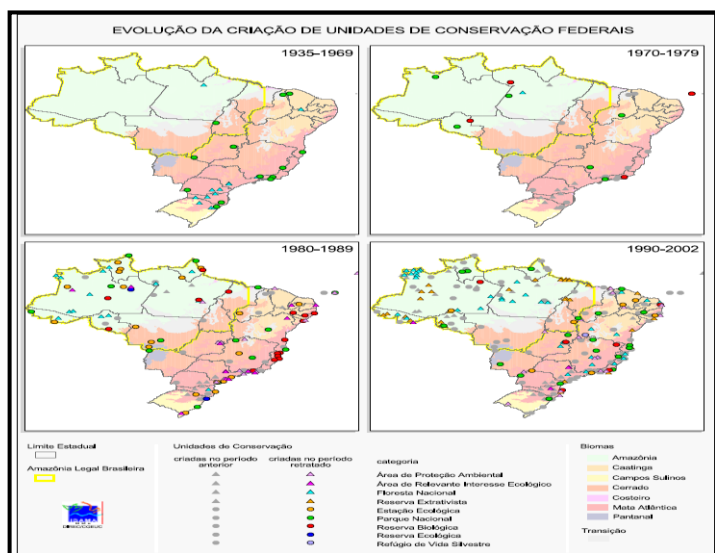 EVOLUÇÃO DA CRIAÇÃO DE UNIDADES DE CONSERVAÇÃO FEDERAIS
1935-1969
1970-1979
1980-1989
1990-2002
Limite Estadual
Amazônia Legal Brasileira
Unidades de Conservação
criadas no período anterior
criadas no período retratado
categoria
Área de Proteção Ambiental
Área de Relevante Interesse Ecológico
Floresta Nacional
Reserva Extrativista
Estação Ecológica
Parque Nacional
Reserva Biológica
Reserva Ecológica
Refúgio de Vida Silvestre
Biomas
Amazônia
Caatinga
Campos Sulinos
Cerrado
Costeiro
Mata Atlântica
Pantanal
Transição